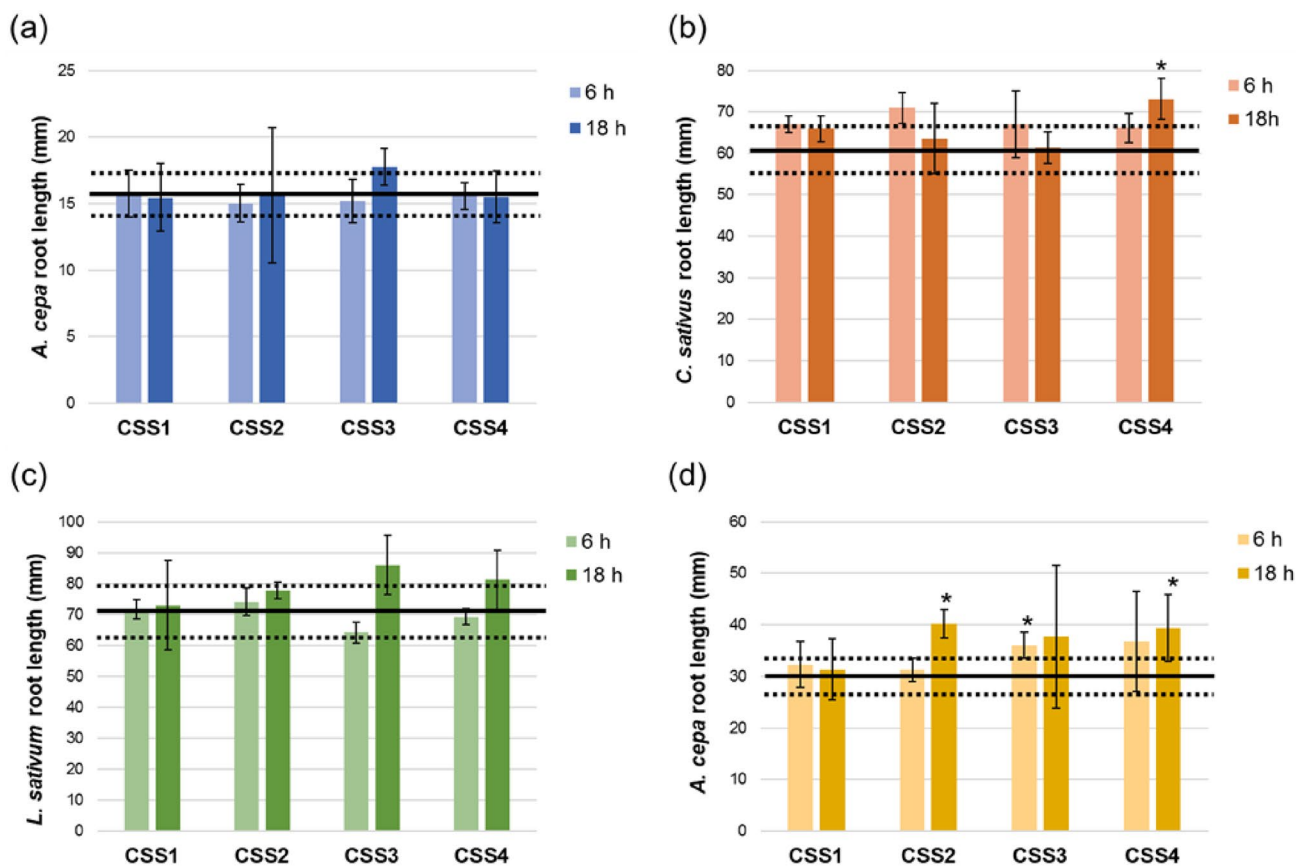 (a)
25
20
15
10
5
0
A. cepa root length (mm)
6 h
18 h
CSS1 CSS2 CSS3 CSS4
(b)
80
70
60
50
40
30
20
10
0
C. sativus root length (mm)
*
6 h
18h
CSS1 CSS2 CSS3 CSS4
(c)
100
90
80
70
60
50
40
30
20
10
0
L. sativum root length (mm)
6 h
18 h
CSS1 CSS2 CSS3 CSS4
(d)
60
50
40
30
20
10
0
A. cepa root length (mm)
* * *
6 h
18 h
CSS1 CSS2 CSS3 CSS4